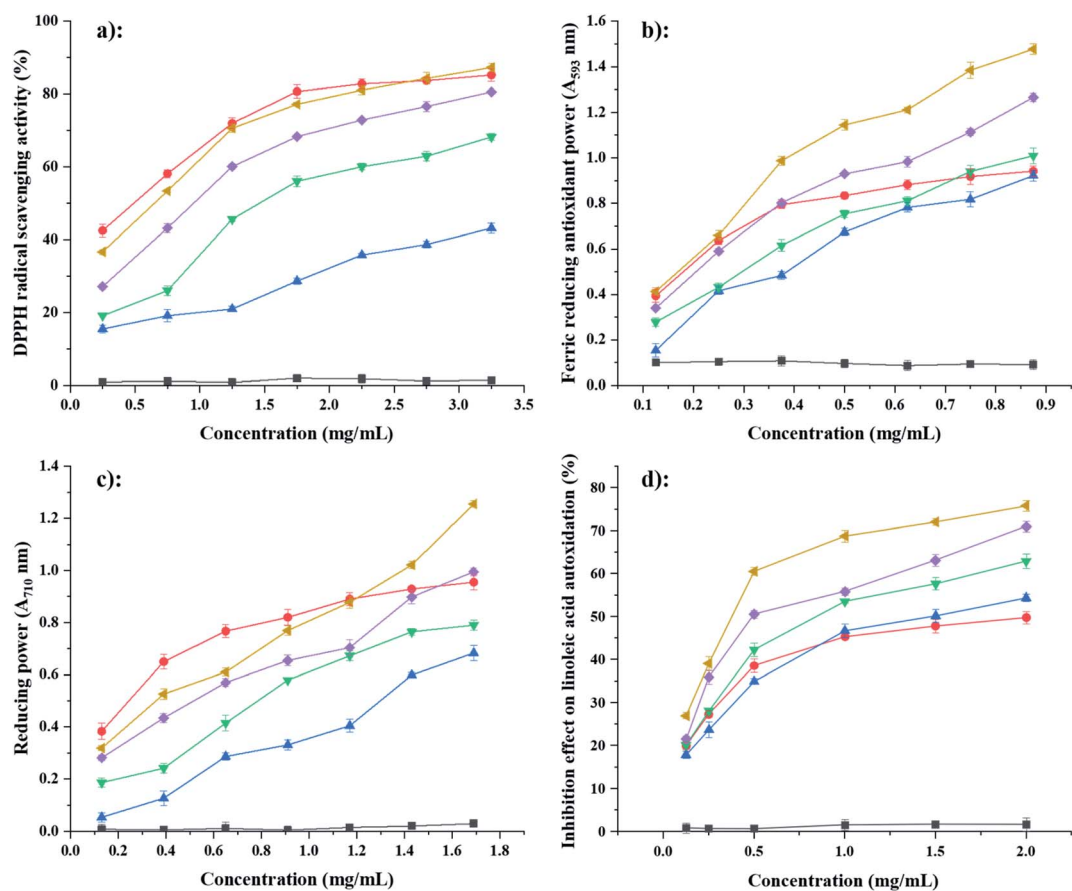 a):
DPPH radical scavenging activity (%)
100
80
60
40
20
0
0.0 0.5 1.0 1.5 2.0 2.5 3.0 3.5
Concentration (mg/mL)
b):
Ferric reducing antioxidant power (A593 nm)
1.6
1.4
1.2
1.0
0.8
0.6
0.4
0.2
0.0
0.1 0.2 0.3 0.4 0.5 0.6 0.7 0.8 0.9
Concentration (mg/mL)
c):
Reducing power (A710 nm)
1.4
1.2
1.0
0.8
0.6
0.4
0.2
0.0
0.0 0.2 0.4 0.6 0.8 1.0 1.2 1.4 1.6 1.8
Concentration (mg/mL)
d):
Inhibition effect on linoleic acid autoxidation (%)
80
70
60
50
40
30
20
10
0
0.0 0.5 1.0 1.5 2.0
Concentration (mg/mL)